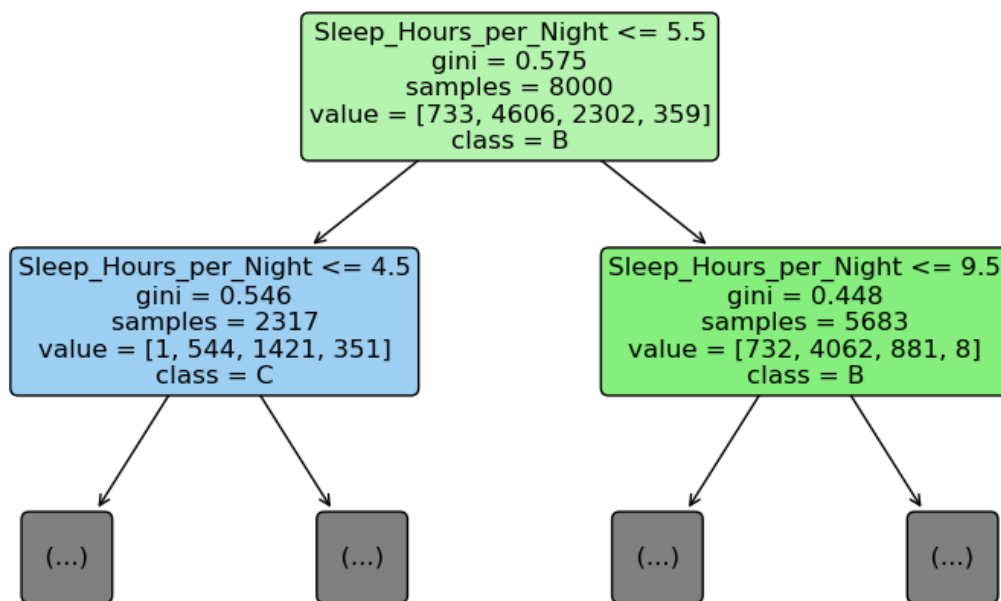 Sleep_Hours_per_Night <= 5.5
gini = 0.575
samples = 8000
value = [733, 4606, 2302, 359]
class = B
Sleep_Hours_per_Night <= 4.5
gini = 0.546
samples = 2317
value = [1, 544, 1421, 351]
class = C
Sleep_Hours_per_Night <= 9.5
gini = 0.448
samples = 5683
value = [732, 4062, 881, 8]
class = B
(...)
(...)
(...)
(...)